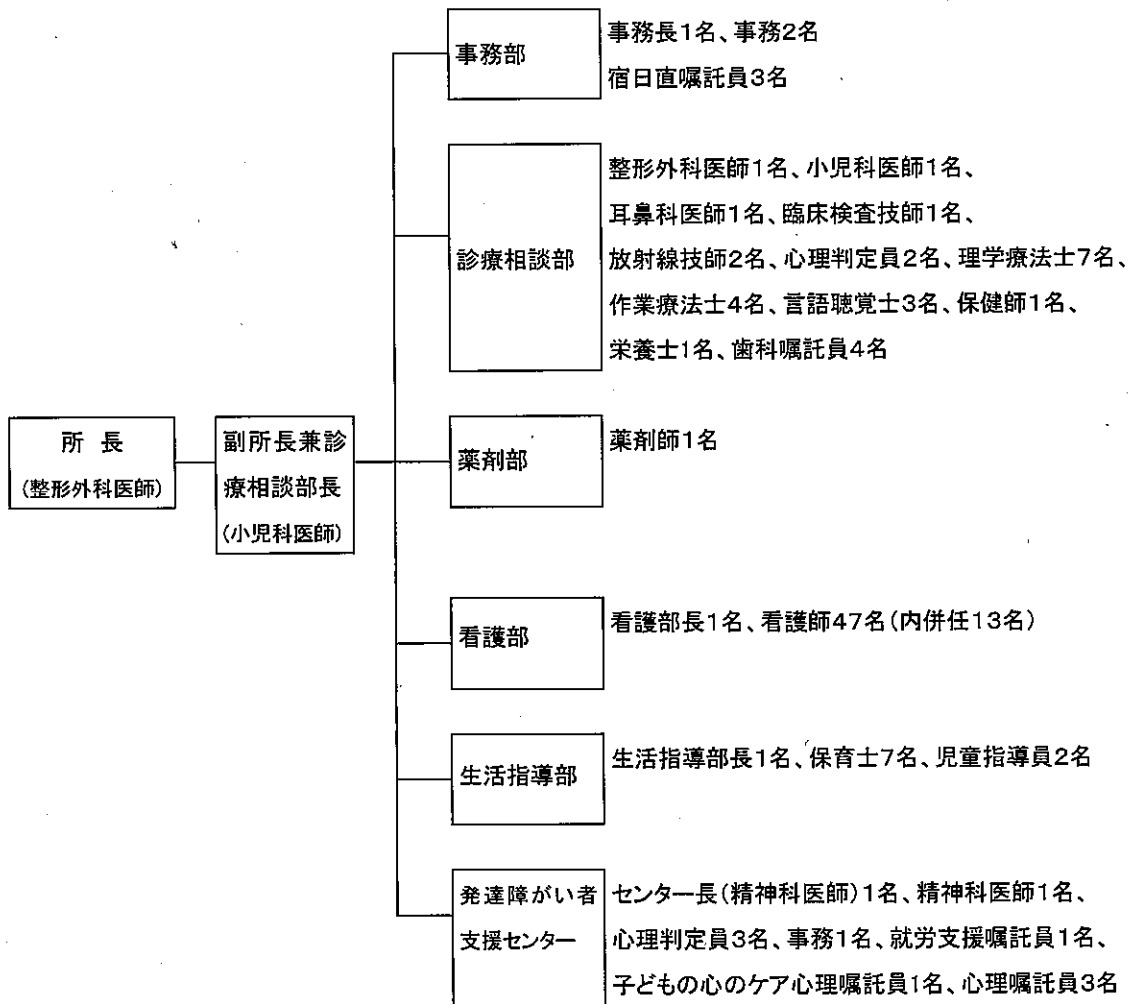 事務部
事務長1名、事務2名
宿日直嘱託員3名
診療相談部
整形外科医師1名、小児科医師1名、
耳鼻科医師1名、臨床検査技師1名、
放射線技師2名、心理判定員2名、理学療法士7名、
作業療法士4名、言語聴覚士3名、保健師1名、
栄養士1名、歯科嘱託員4名
所長
(整形外科医師)
副所長兼診
療相談部長
(小児科医師)
薬剤部
薬剤師1名
看護部
看護部長1名、看護師47名(内併任13名)
生活指導部
生活指導部長1名、保育士7名、児童指導員2名
発達障がい者
支援センター
センター長(精神科医師)1名、精神科医師1名、
心理判定員3名、事務1名、就労支援嘱託員1名、
子どもの心のケア心理嘱託員1名、心理嘱託員3名